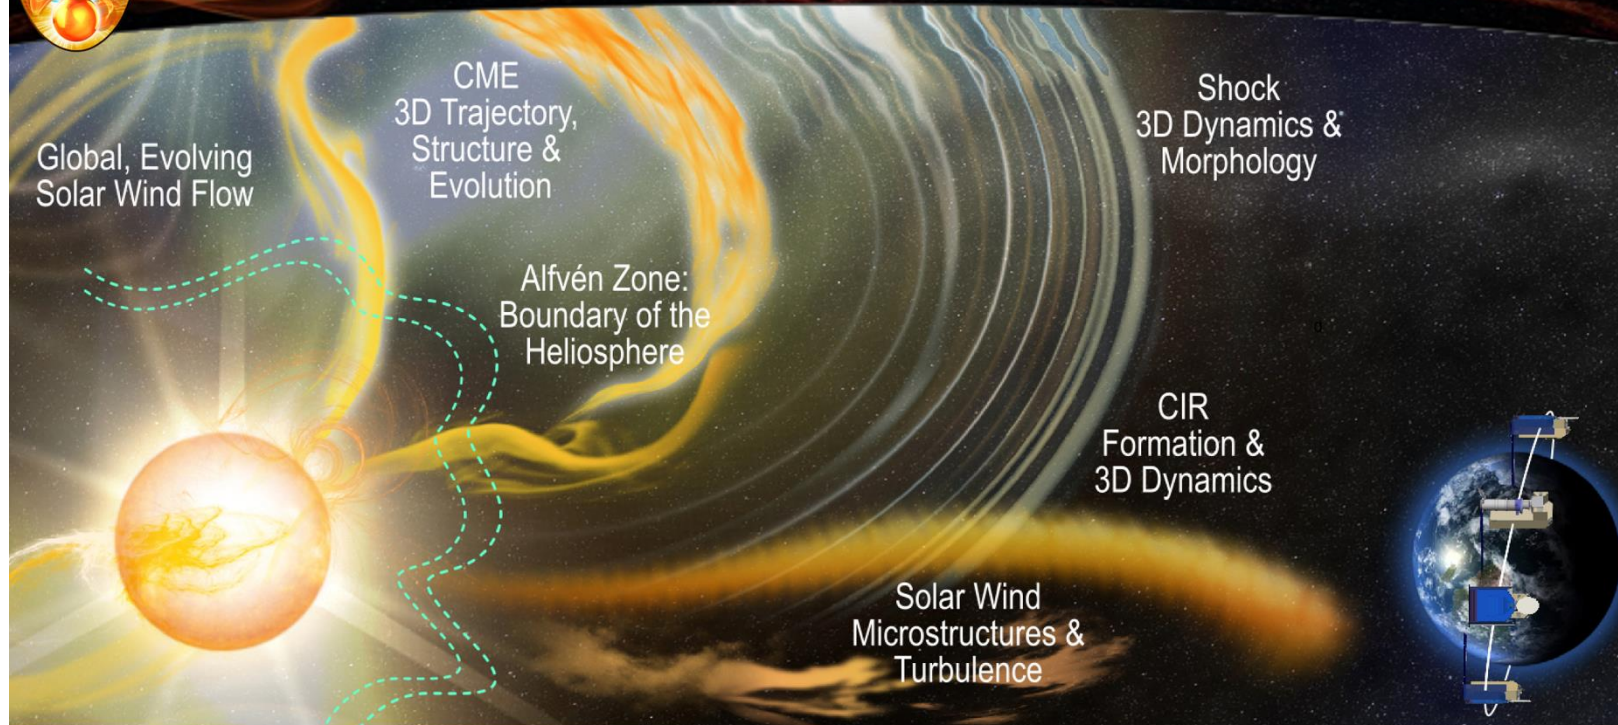 CME
3D Trajectory,
Structure &
Evolution
Global, Evolving
Solar Wind Flow
Shock
3D Dynamics &
Morphology
Alfvén Zone:
Boundary of the
Heliosphere
CIR
Formation &
3D Dynamics
Solar Wind
Microstructures &
Turbulence